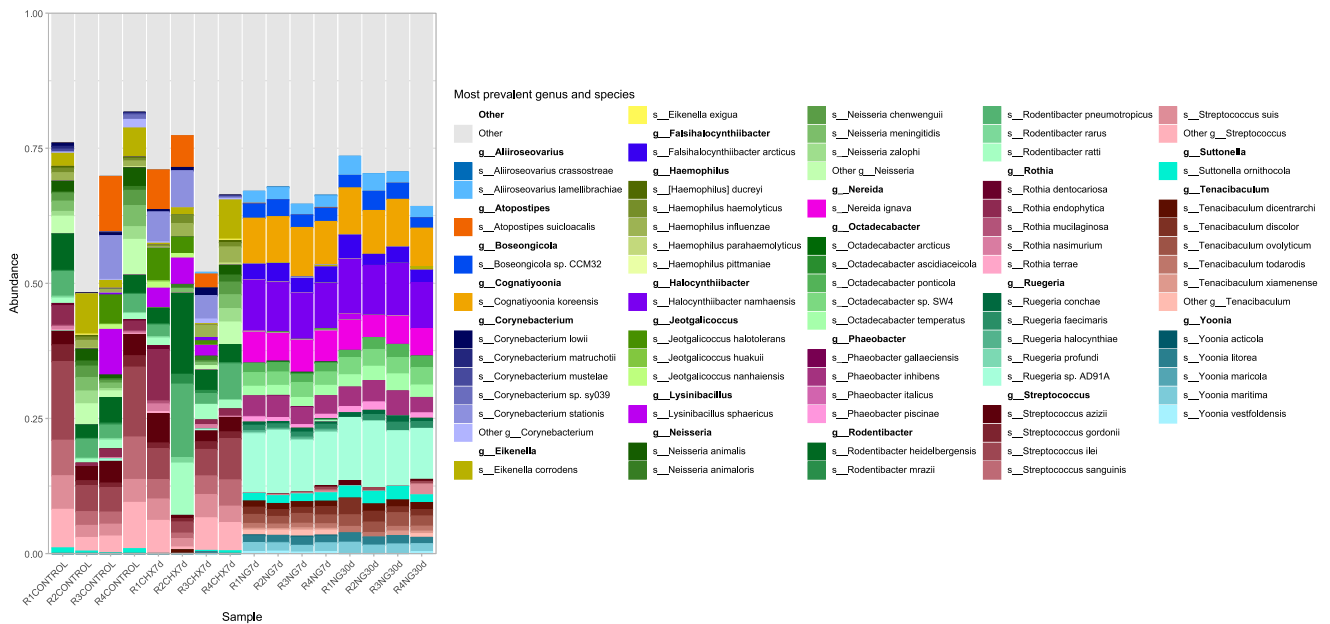 1.00
0.75
0.50
0.25
0.00
Abundance
R1CONTROL
R2CONTROL
R3CONTROL
R4CONTROL
R1CHX7d
R2CHX7d
R3CHX7d
R4CHX7d
R1NG7d
R2NG7d
R3NG7d
R4NG7d
R1NG30d
R2NG30d
R3NG30d
R4NG30d
Sample
Most prevalent genus and species
Other
Other
g__Aliiroseovarius
s__Aliiroseovarius crassostreae
s__Aliiroseovarius lamellibrachiae
g__Atopostipes
s__Atopostipes suicloacalis
g__Boseongicola
s__Boseongicola sp. CCM32
g__Cognatiyoonia
s__Cognatiyoonia koreensis
g__Corynebacterium
s__Corynebacterium lowii
s__Corynebacterium matruchotii
s__Corynebacterium mustelae
s__Corynebacterium sp. sy039
s__Corynebacterium stationis
Other g__Corynebacterium
g__Eikenella
s__Eikenella corrodens
s__Eikenella exigua
g__Falsihalocynthiibacter
s__Falsihalocynthiibacter arcticus
g__Haemophilus
s__[Haemophilus] ducreyi
s__Haemophilus haemolyticus
s__Haemophilus influenzae
s__Haemophilus parahaemolyticus
s__Haemophilus pittmaniae
g__Halocynthiibacter
s__Halocynthiibacter namhaensis
g__Jeotgalicoccus
s__Jeotgalicoccus halotolerans
s__Jeotgalicoccus huakuii
s__Jeotgalicoccus nanhaiensis
g__Lysinibacillus
s__Lysinibacillus sphaericus
g__Neisseria
s__Neisseria animalis
s__Neisseria animaloris
s__Neisseria chenwenguii
s__Neisseria meningitidis
s__Neisseria zalophi
Other g__Neisseria
g__Nereida
s__Nereida ignava
g__Octadecabacter
s__Octadecabacter arcticus
s__Octadecabacter ascidiaceicola
s__Octadecabacter ponticola
s__Octadecabacter sp. SW4
s__Octadecabacter temperatus
g__Phaeobacter
s__Phaeobacter gallaeciensis
s__Phaeobacter inhibens
s__Phaeobacter italicus
s__Phaeobacter piscinae
g__Rodentibacter
s__Rodentibacter heidelbergensis
s__Rodentibacter mrazii
s__Rodentibacter pneumotropicus
s__Rodentibacter rarus
s__Rodentibacter ratti
g__Rothia
s__Rothia dentocariosa
s__Rothia endophytica
s__Rothia mucilaginosa
s__Rothia nasimurium
s__Rothia terrae
g__Ruegeria
s__Ruegeria conchae
s__Ruegeria faecimaris
s__Ruegeria halocynthiae
s__Ruegeria profundi
s__Ruegeria sp. AD91A
g__Streptococcus
s__Streptococcus azizii
s__Streptococcus gordonii
s__Streptococcus ilei
s__Streptococcus sanguinis
s__Streptococcus suis
Other g__Streptococcus
g__Suttonella
s__Suttonella ornithocola
g__Tenacibaculum
s__Tenacibaculum dicentrarchi
s__Tenacibaculum discolor
s__Tenacibaculum ovolyticum
s__Tenacibaculum todarodis
s__Tenacibaculum xiamenense
Other g__Tenacibaculum
g__Yoonia
s__Yoonia acticola
s__Yoonia litorea
s__Yoonia maricola
s__Yoonia maritima
s__Yoonia vestfoldensis